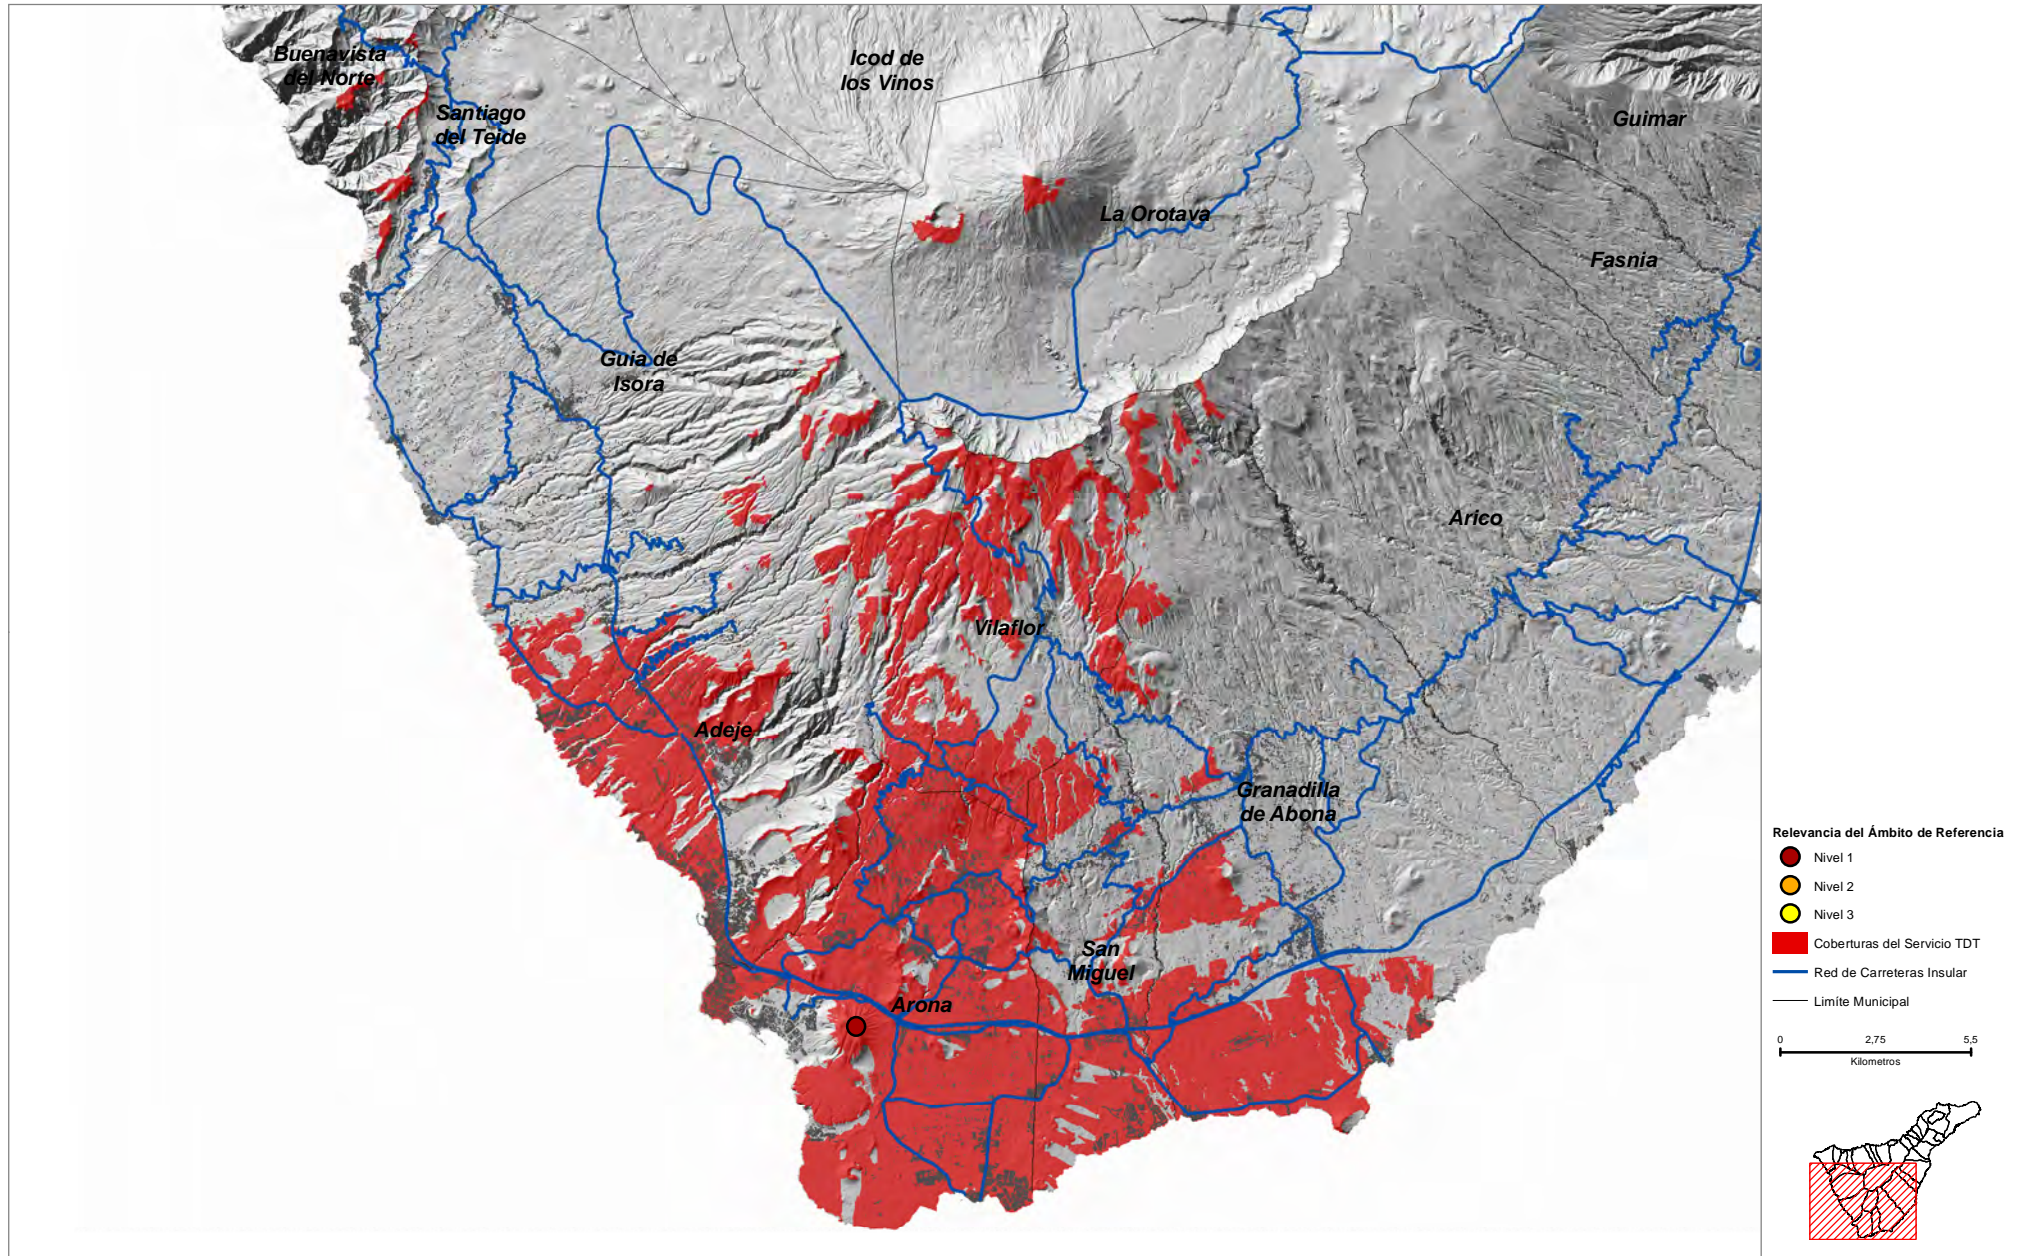 Buenavista
del Norte
Icod de
los Vinos
Santiago
del Teide
Guimar
La Orotava
Fasnia
Guia de
Isora
Arico
Vilaflor
Adeje
Granadilla
de Abona
San
Miguel
Arona
Relevancia del Ámbito de Referencia
Nivel 1
Nivel 2
Nivel 3
Coberturas del Servicio TDT
Red de Carreteras Insular
Limíte Municipal
0 2,75 5,5
Kilometros